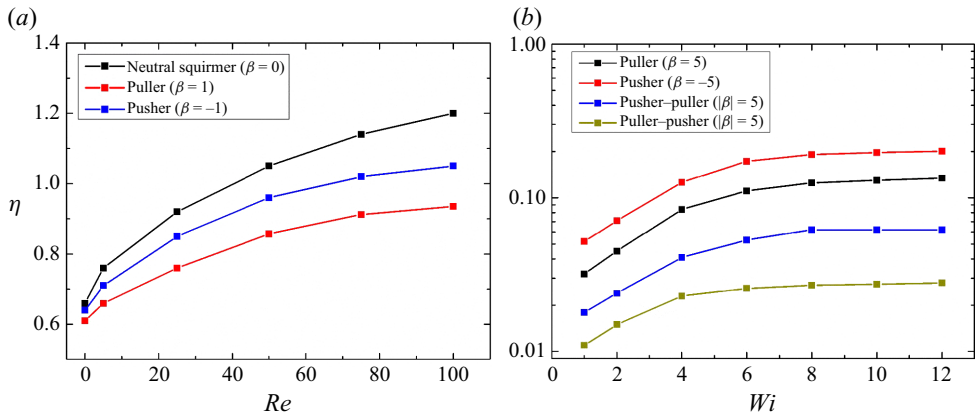 (a)
1.4
1.2
1.0
0.8
0.6
η
Neutral squirmer (β = 0)
Puller (β = 1)
Pusher (β = –1)
0 20 40 60 80 100
Re
(b)
1.00
0.10
0.01
Puller (β = 5)
Pusher (β = –5)
Pusher–puller (|β| = 5)
Puller–pusher (|β| = 5)
0 2 4 6 8 10 12
Wi